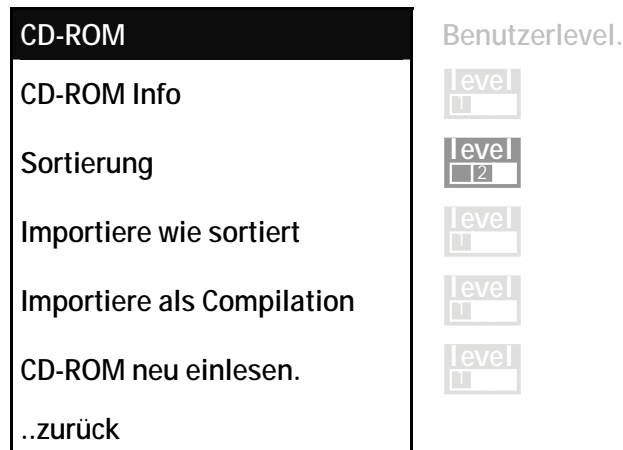 CD-ROM Benutzerlevel.
CD-ROM Info level 1
Sortierung level 2
Importiere wie sortiert level 1
Importiere als Compilation level 1
CD-ROM neu einlesen. level 1
..zurück